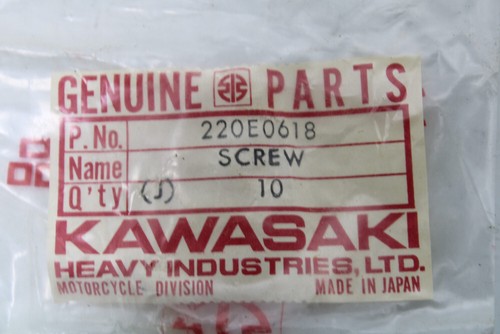 GENUINE PARTS
P. No. 220E0618
Name SCREW
Q'ty (J) 10
KAWASAKI
HEAVY INDUSTRIES, LTD.
MOTORCYCLE DIVISION MADE IN JAPAN